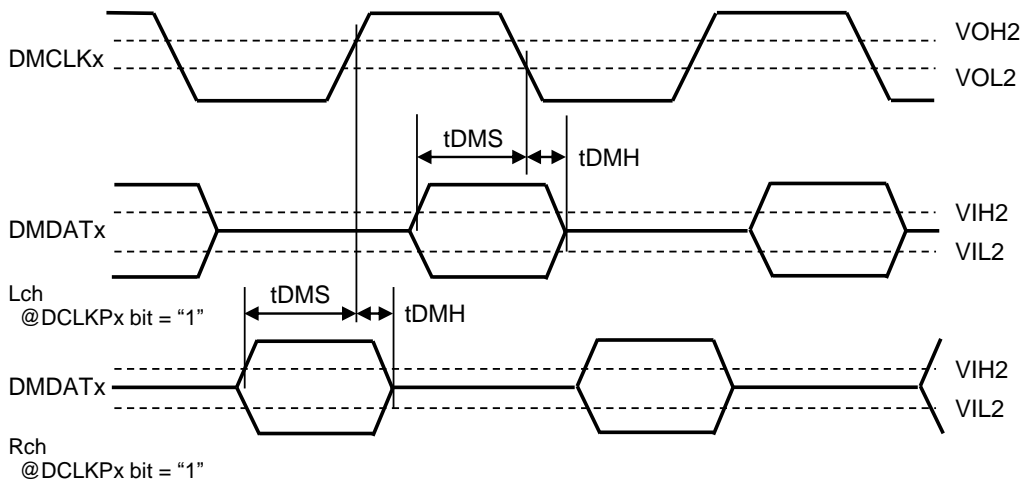 VOH2
DMCLKx
VOL2
tDMS
tDMH
VIH2
DMDATx
VIL2
Lch
@DCLKPx bit = “1”
tDMS
tDMH
VIH2
DMDATx
VIL2
Rch
@DCLKPx bit = “1”